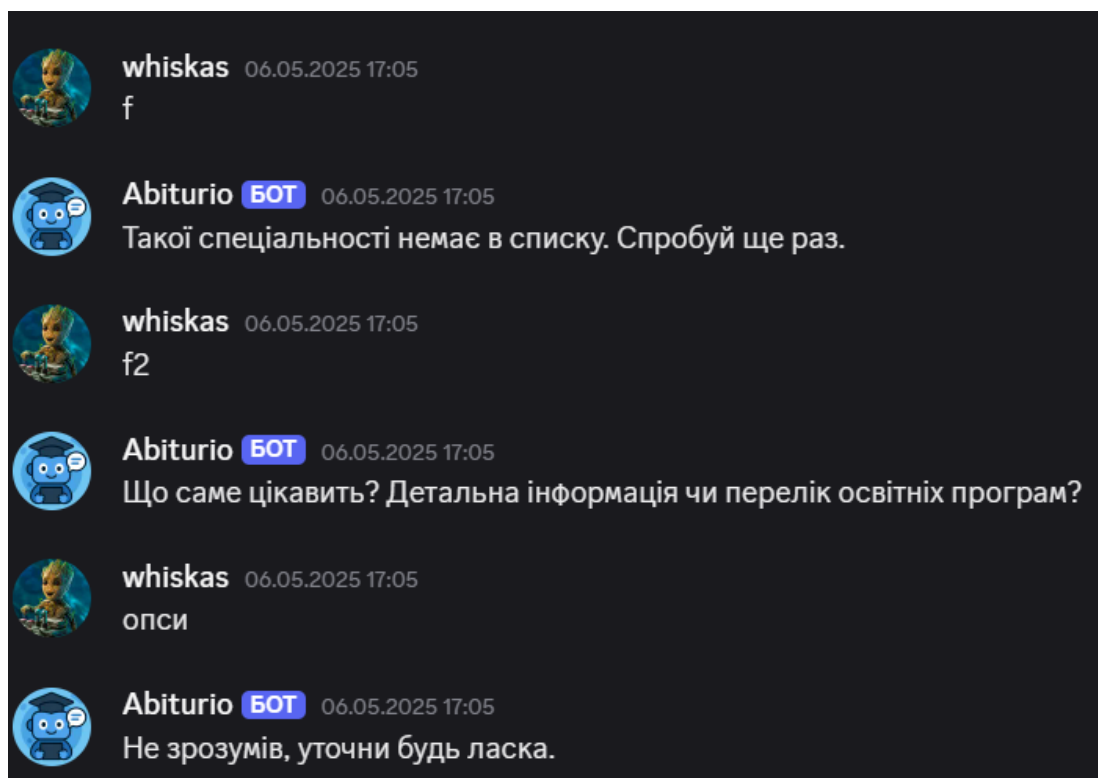 whiskas 06.05.2025 17:05
f
Abiturio БОТ 06.05.2025 17:05
Такої спеціальності немає в списку. Спробуй ще раз.
whiskas 06.05.2025 17:05
f2
Abiturio БОТ 06.05.2025 17:05
Що саме цікавить? Детальна інформація чи перелік освітніх програм?
whiskas 06.05.2025 17:05
опси
Abiturio БОТ 06.05.2025 17:05
Не зрозумів, уточни будь ласка.